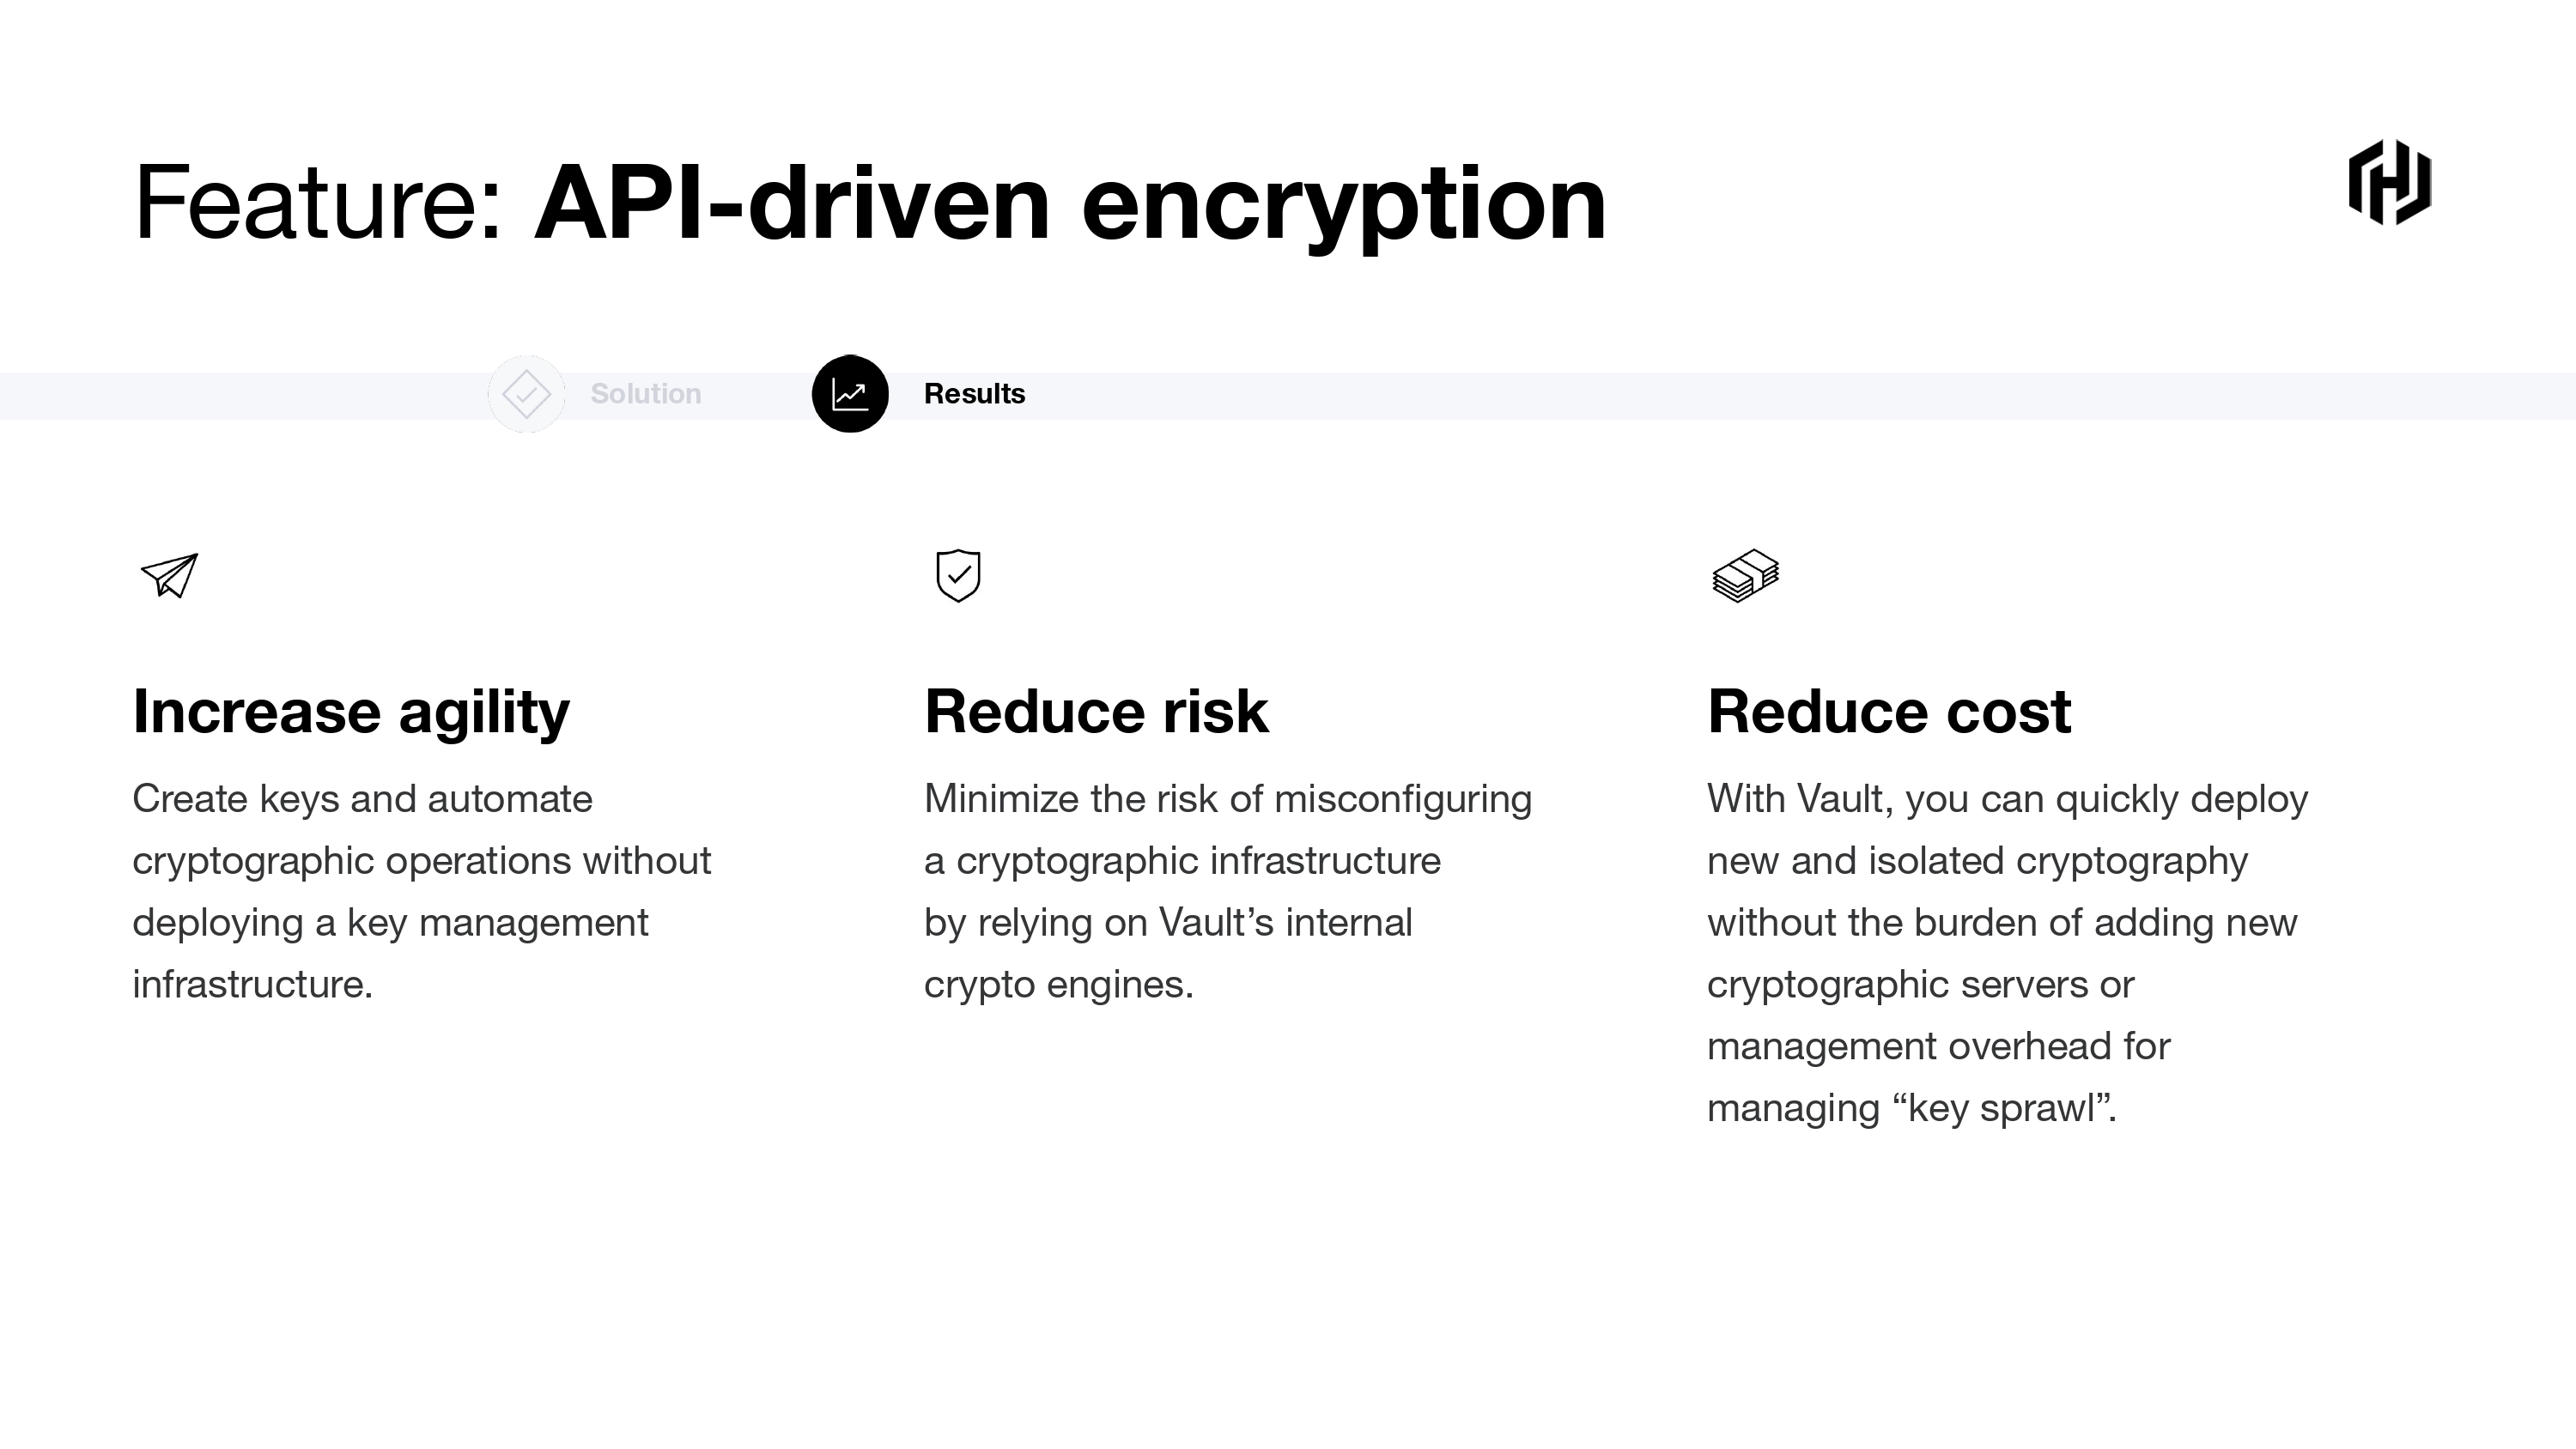 Feature: API-driven encryption
Solution
Results
Increase agility
Create keys and automate
cryptographic operations without
deploying a key management
infrastructure.
Reduce risk
Minimize the risk of misconfiguring
a cryptographic infrastructure
by relying on Vault’s internal
crypto engines.
Reduce cost
With Vault, you can quickly deploy
new and isolated cryptography
without the burden of adding new
cryptographic servers or
management overhead for
managing “key sprawl”.